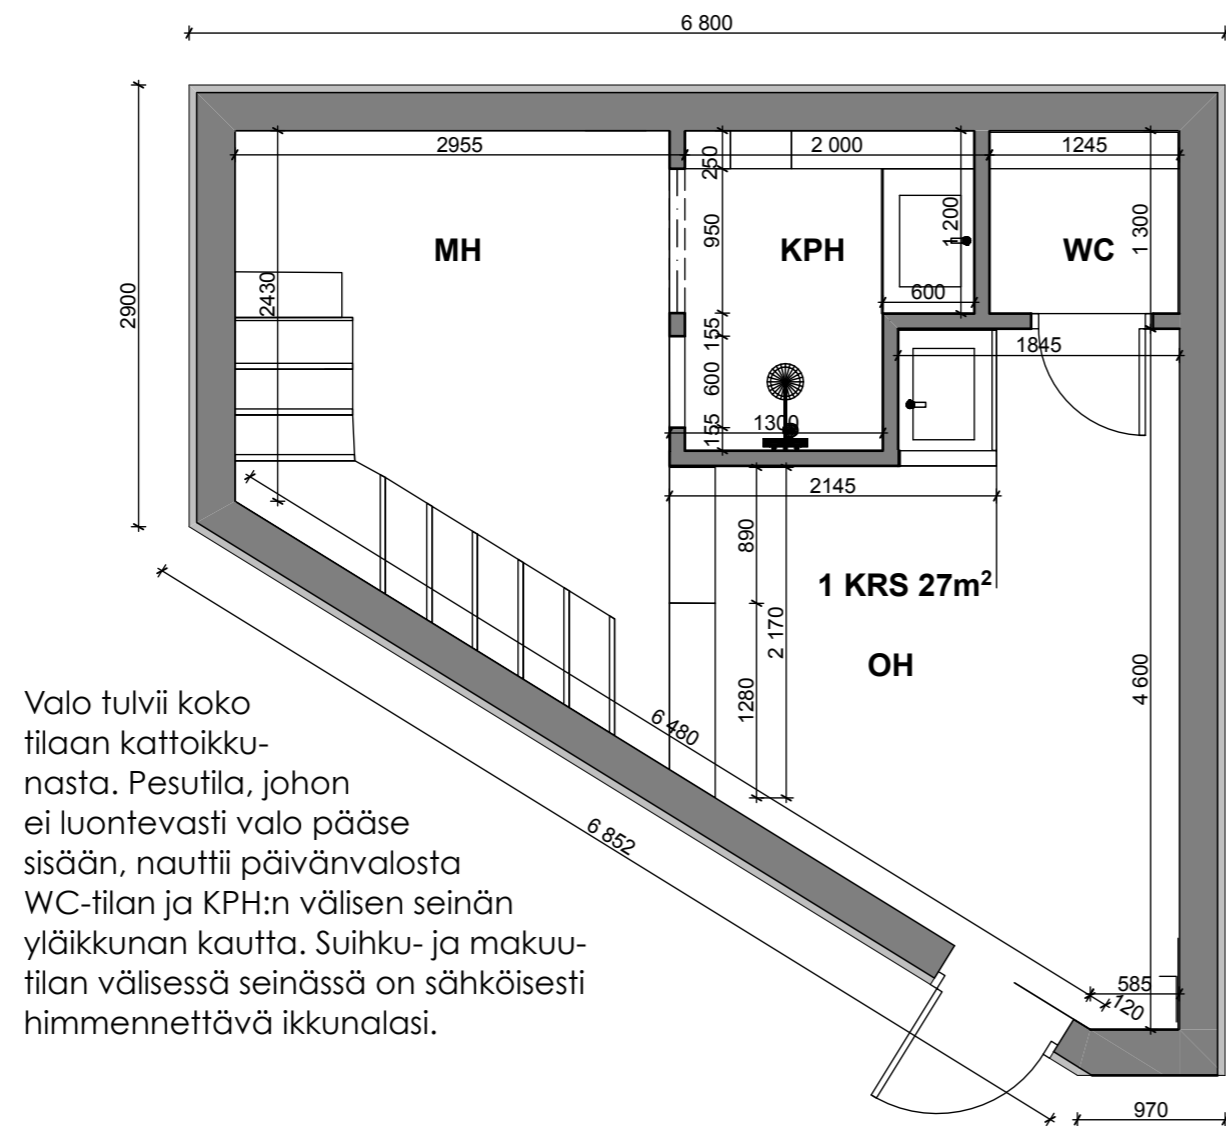 6 800
2955
2 000
1245
250
950
1 200
1 300
MH
KPH
WC
2430
2900
600
155
600
1845
155
1300
2145
890
1 KRS 27m²
2 170
OH
1280
4 600
6 480
Valo tulvii koko
tilaan kattoikku-
nasta. Pesutila, johon
ei luontevasti valo pääse
sisään, nauttii päivänvalosta
WC-tilan ja KPH:n välisen seinän
yläikkunan kautta. Suihku- ja makuu-
tilan välisessä seinässä on sähköisesti
himmennettävä ikkunalasi.
6 852
585
120
970